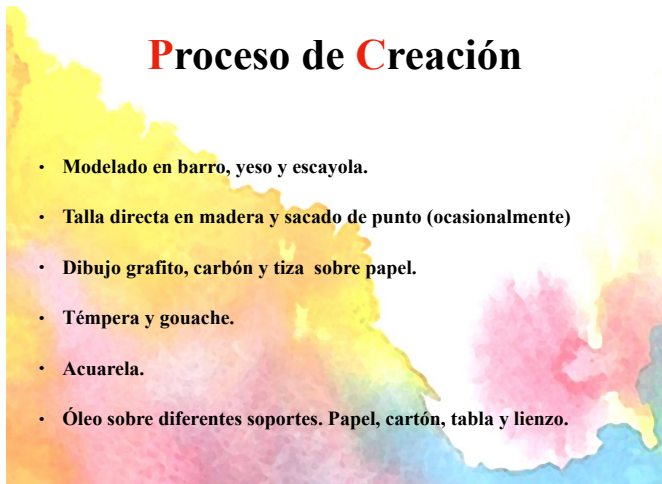 Proceso de Creación
• Modelado en barro, yeso y escayola.
• Talla directa en madera y sacado de punto (ocasionalmente)
• Dibujo grafito, carbón y tiza  sobre papel.
• Témpera y gouache.
• Acuarela.
• Óleo sobre diferentes soportes. Papel, cartón, tabla y lienzo.